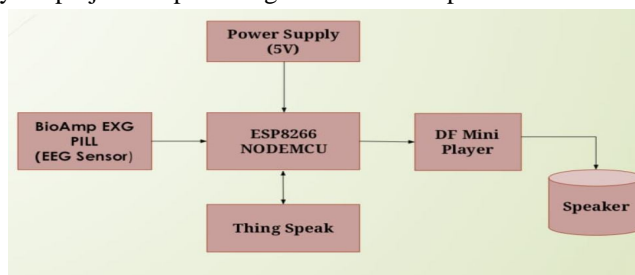 Power Supply
(5V)
BioAmp EXG
PILL
(EEG Sensor)
ESP8266
NODEMCU
DF Mini
Player
Speaker
Thing Speak